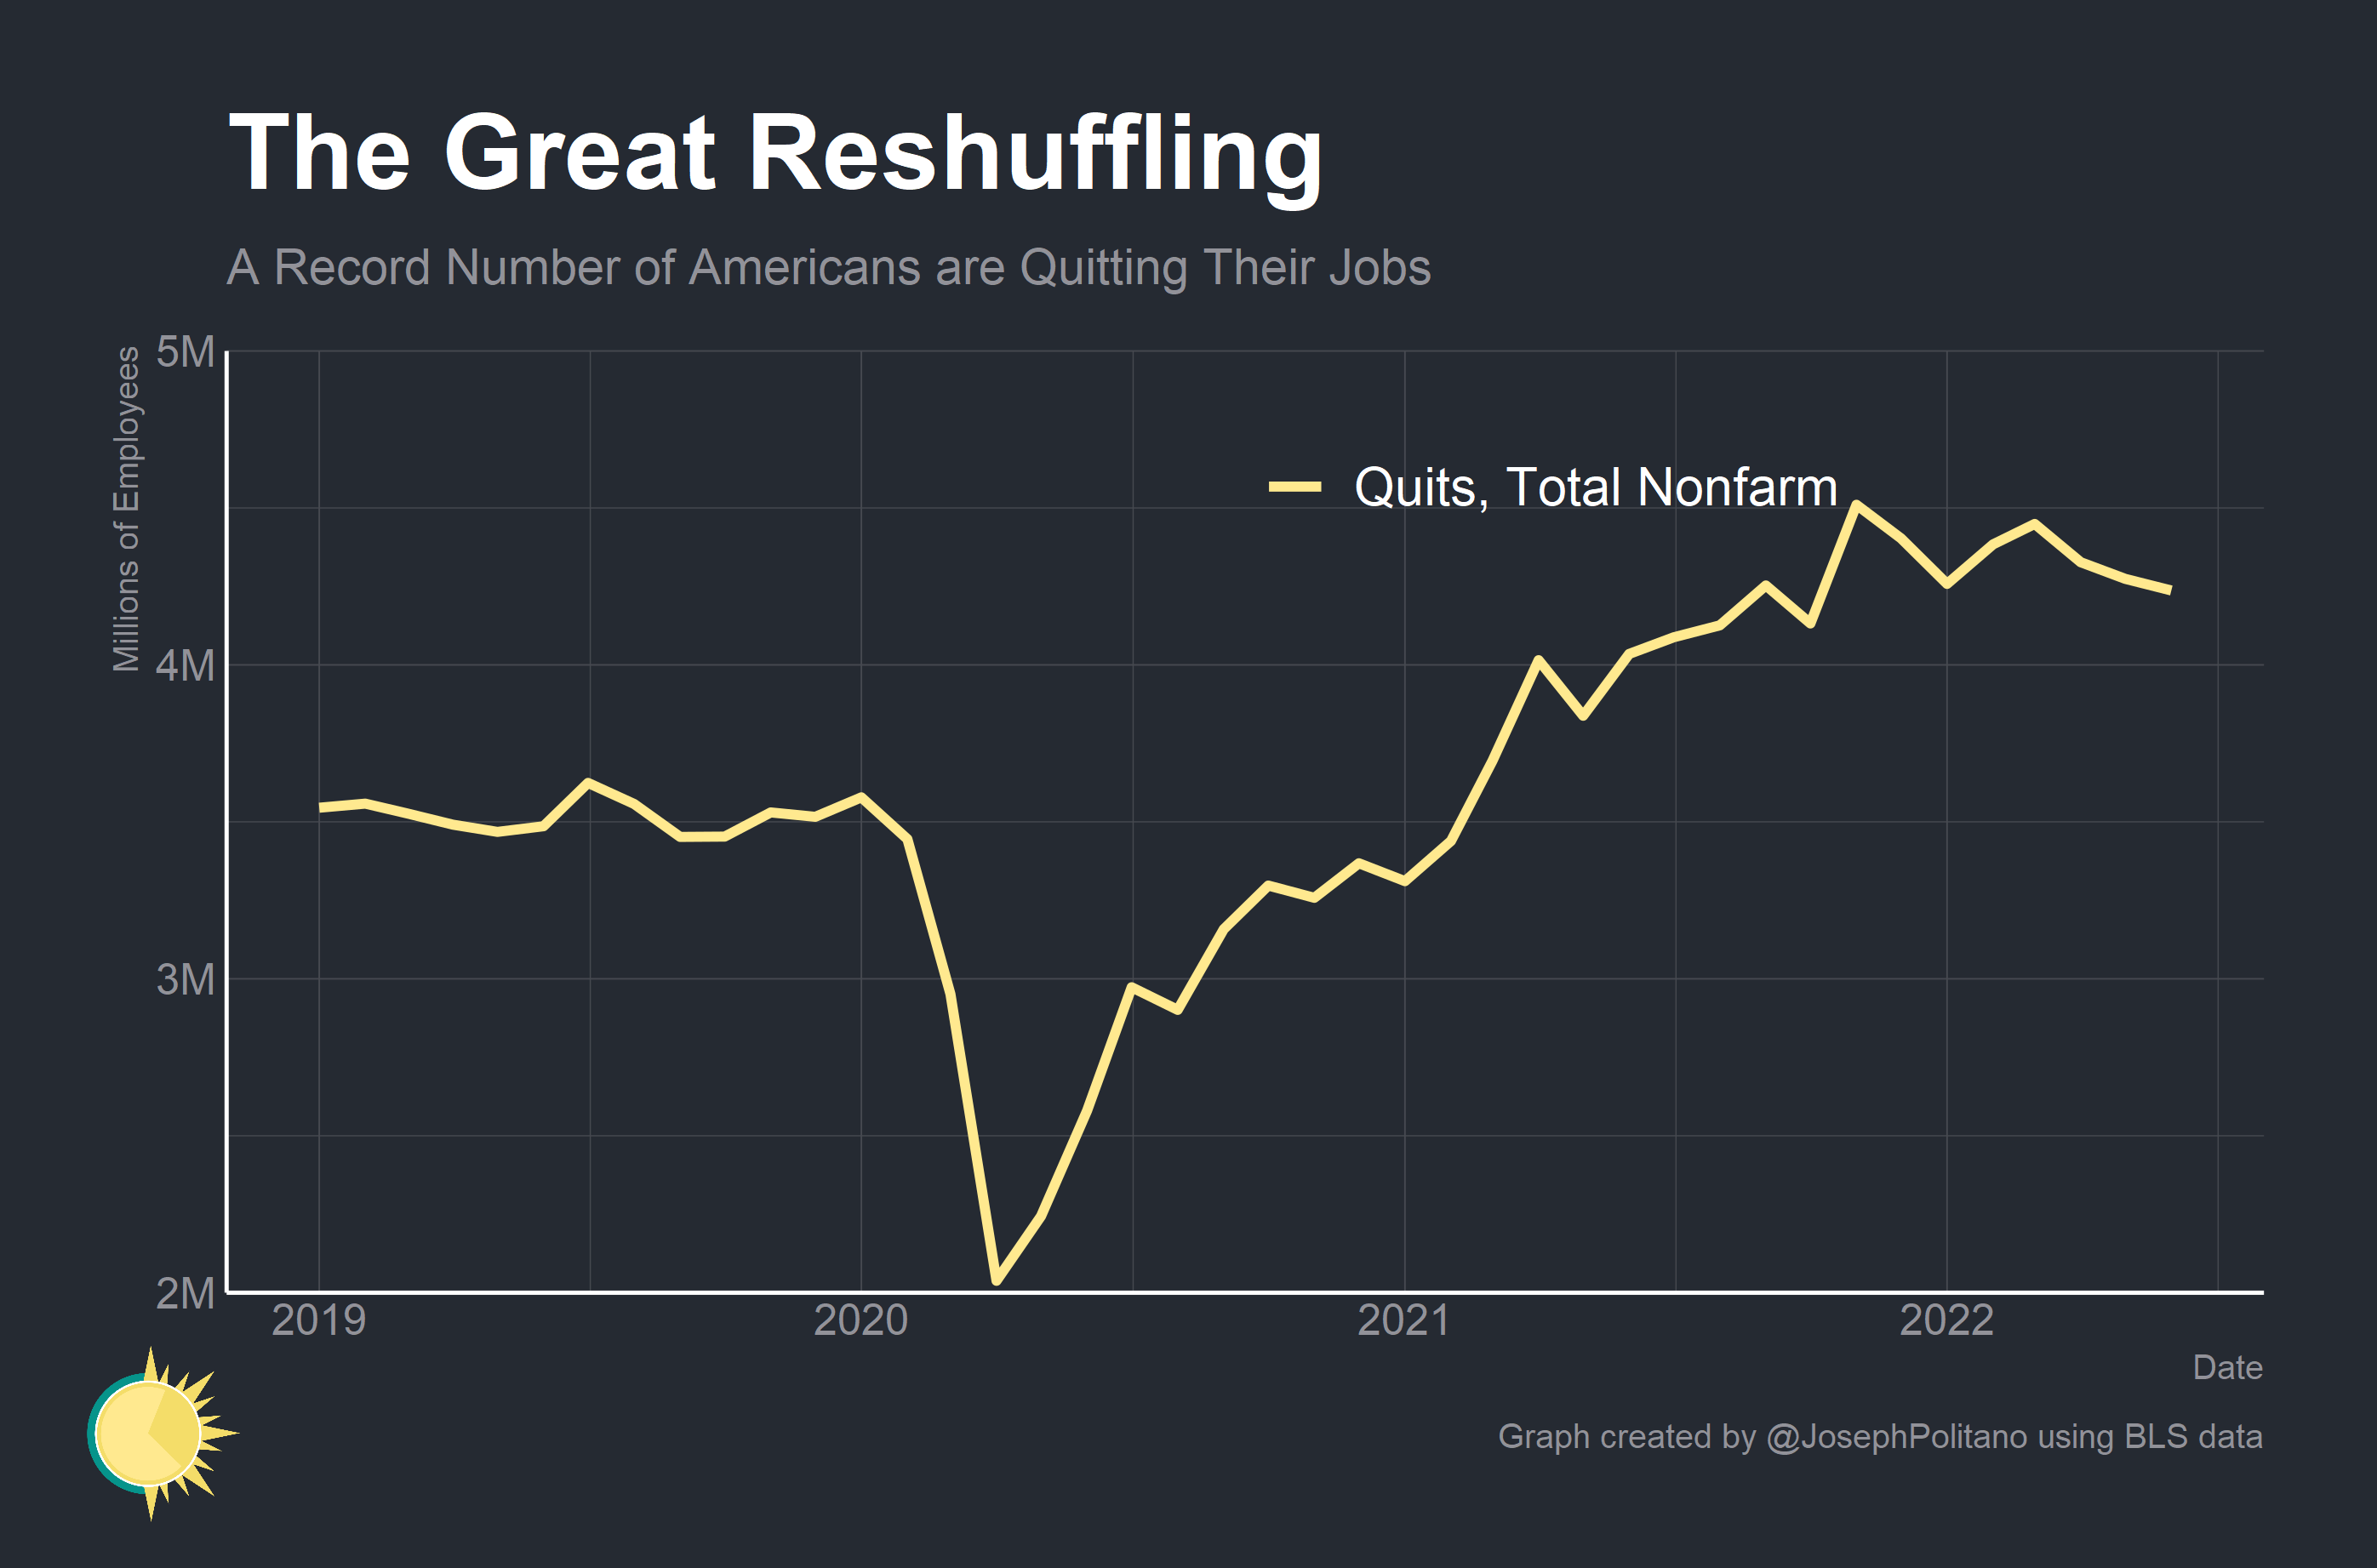 The Great Reshuffling
A Record Number of Americans are Quitting Their Jobs
Millions of Employees
5M
4M
3M
2M
Quits, Total Nonfarm
2019
2020
2021
2022
Date
Graph created by @JosephPolitano using BLS data